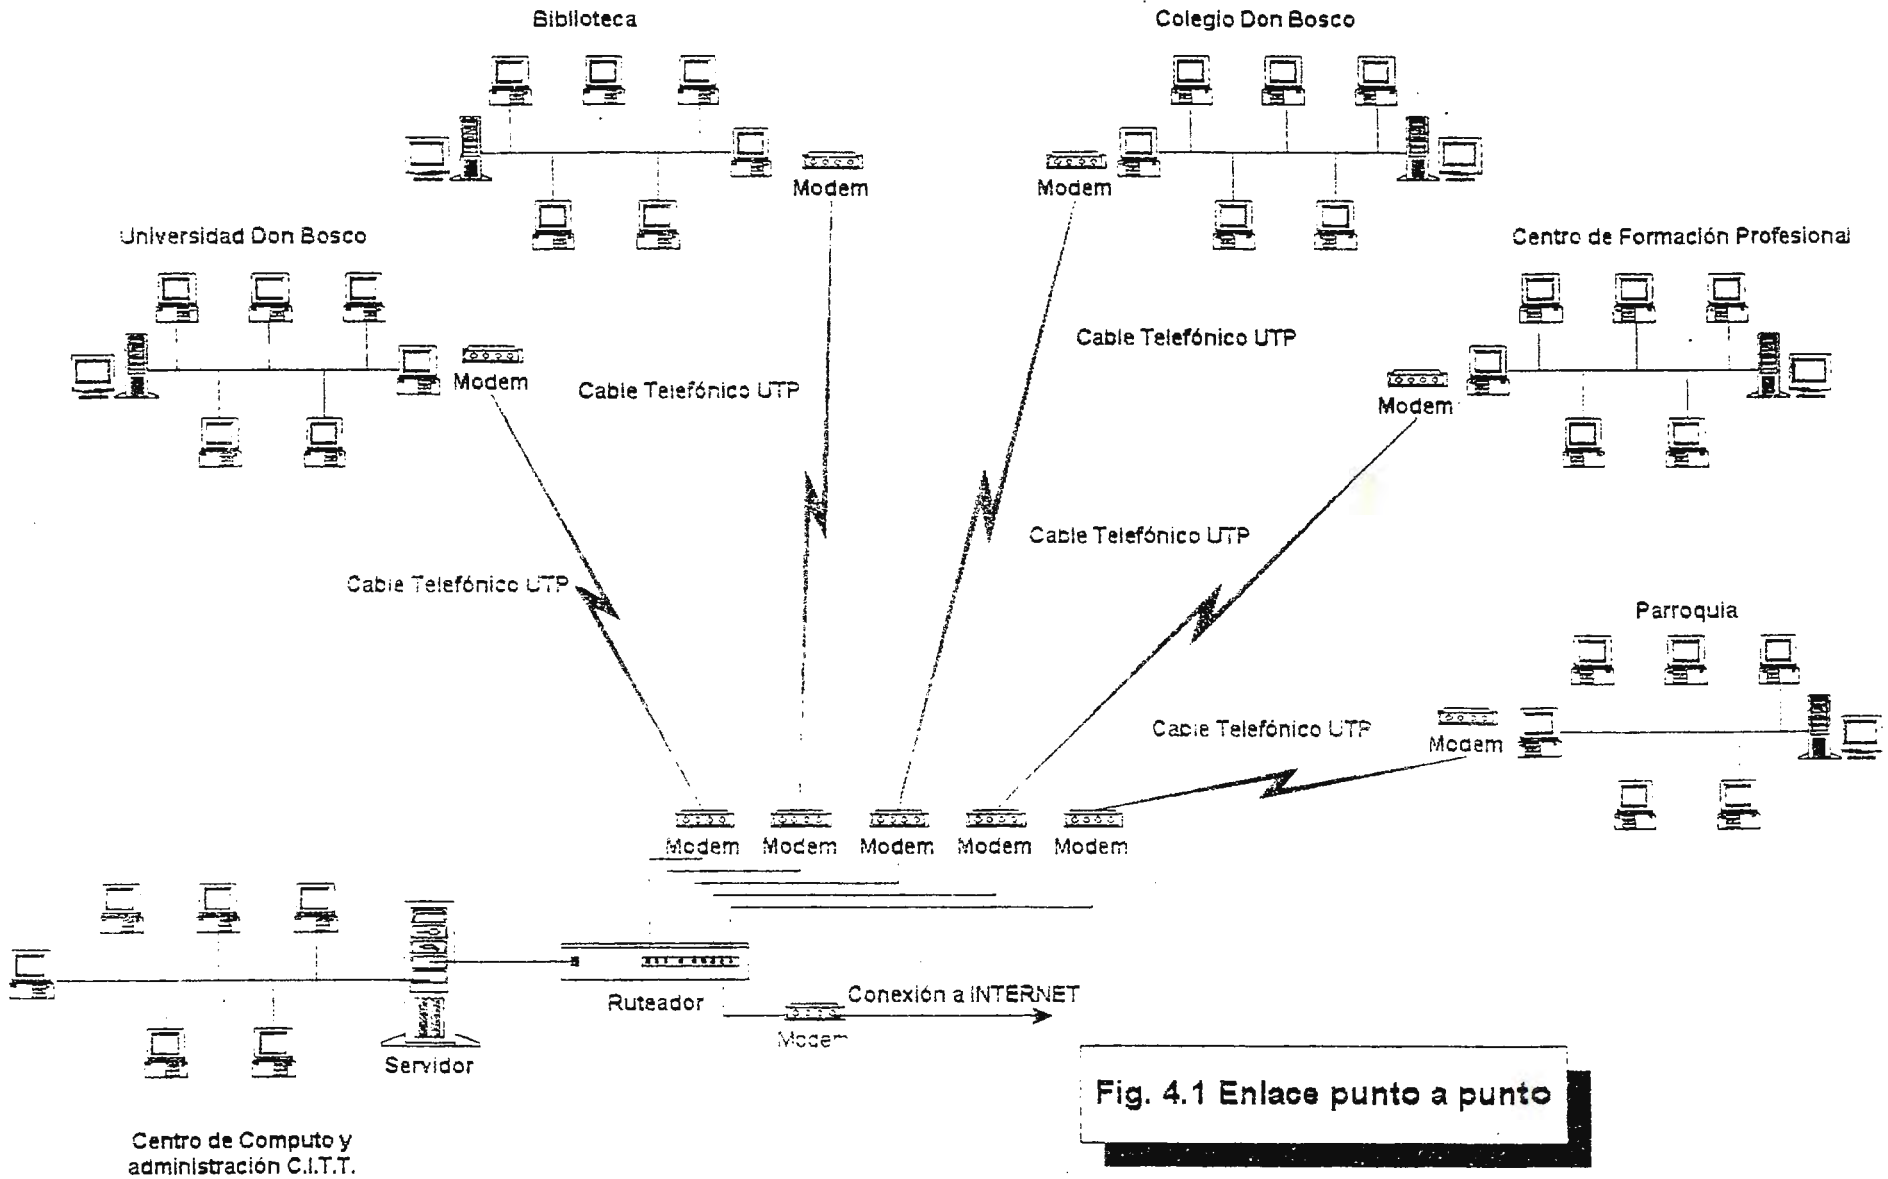 Biblioteca
Colegio Don Bosco
Modem
Modem
Universidad Don Bosco
Centro de Formación Profesional
Modem
Cable Telefónico UTP
Cable Telefónico UTP
Modem
Cable Telefónico UTP
Cable Telefónico UTP
Parroquia
Cable Telefónico UTP
Modem
Modem
Modem
Modem
Modem
Modem
Ruteador
Conexión a INTERNET
Modem
Servidor
Fig. 4.1 Enlace punto a punto
Centro de Computo y
administración C.I.T.T.